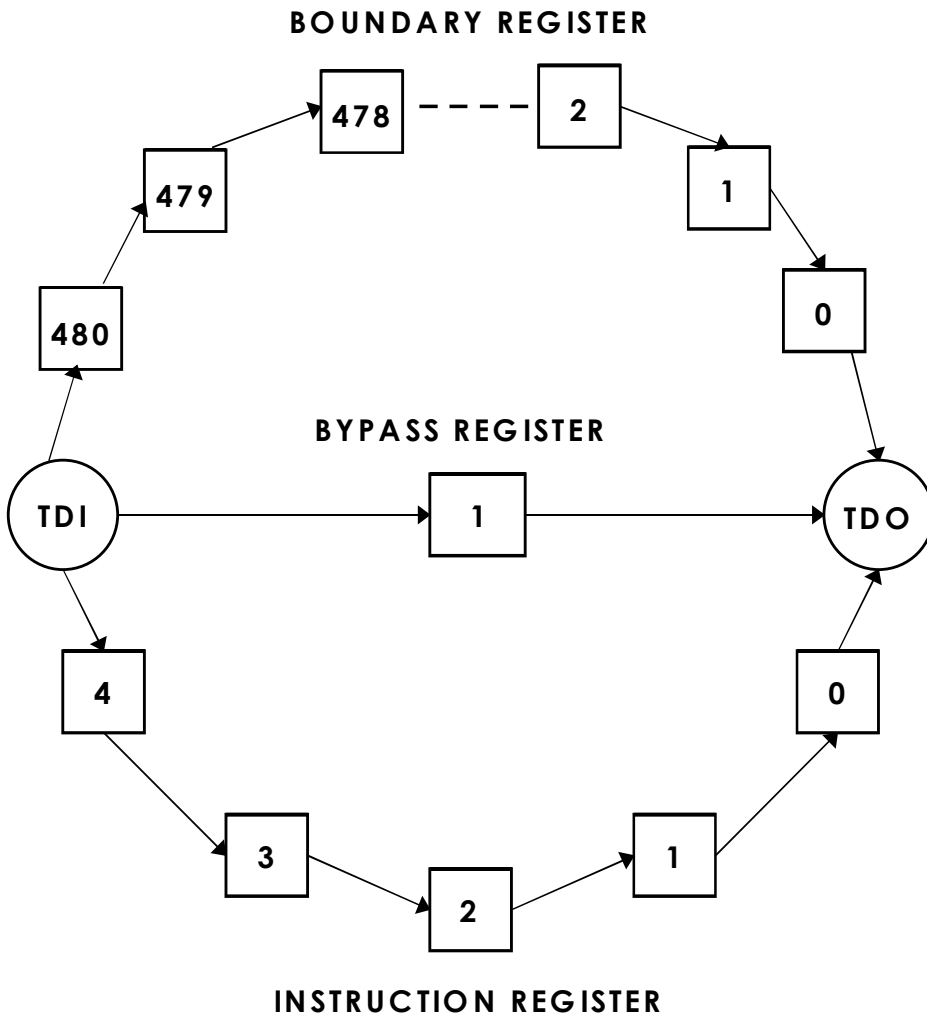 BOUNDARY REGISTER
478
2
479
1
480
0
BYPASS REGISTER
TDI
1
TDO
4
0
3
1
2
INSTRUCTION REGISTER